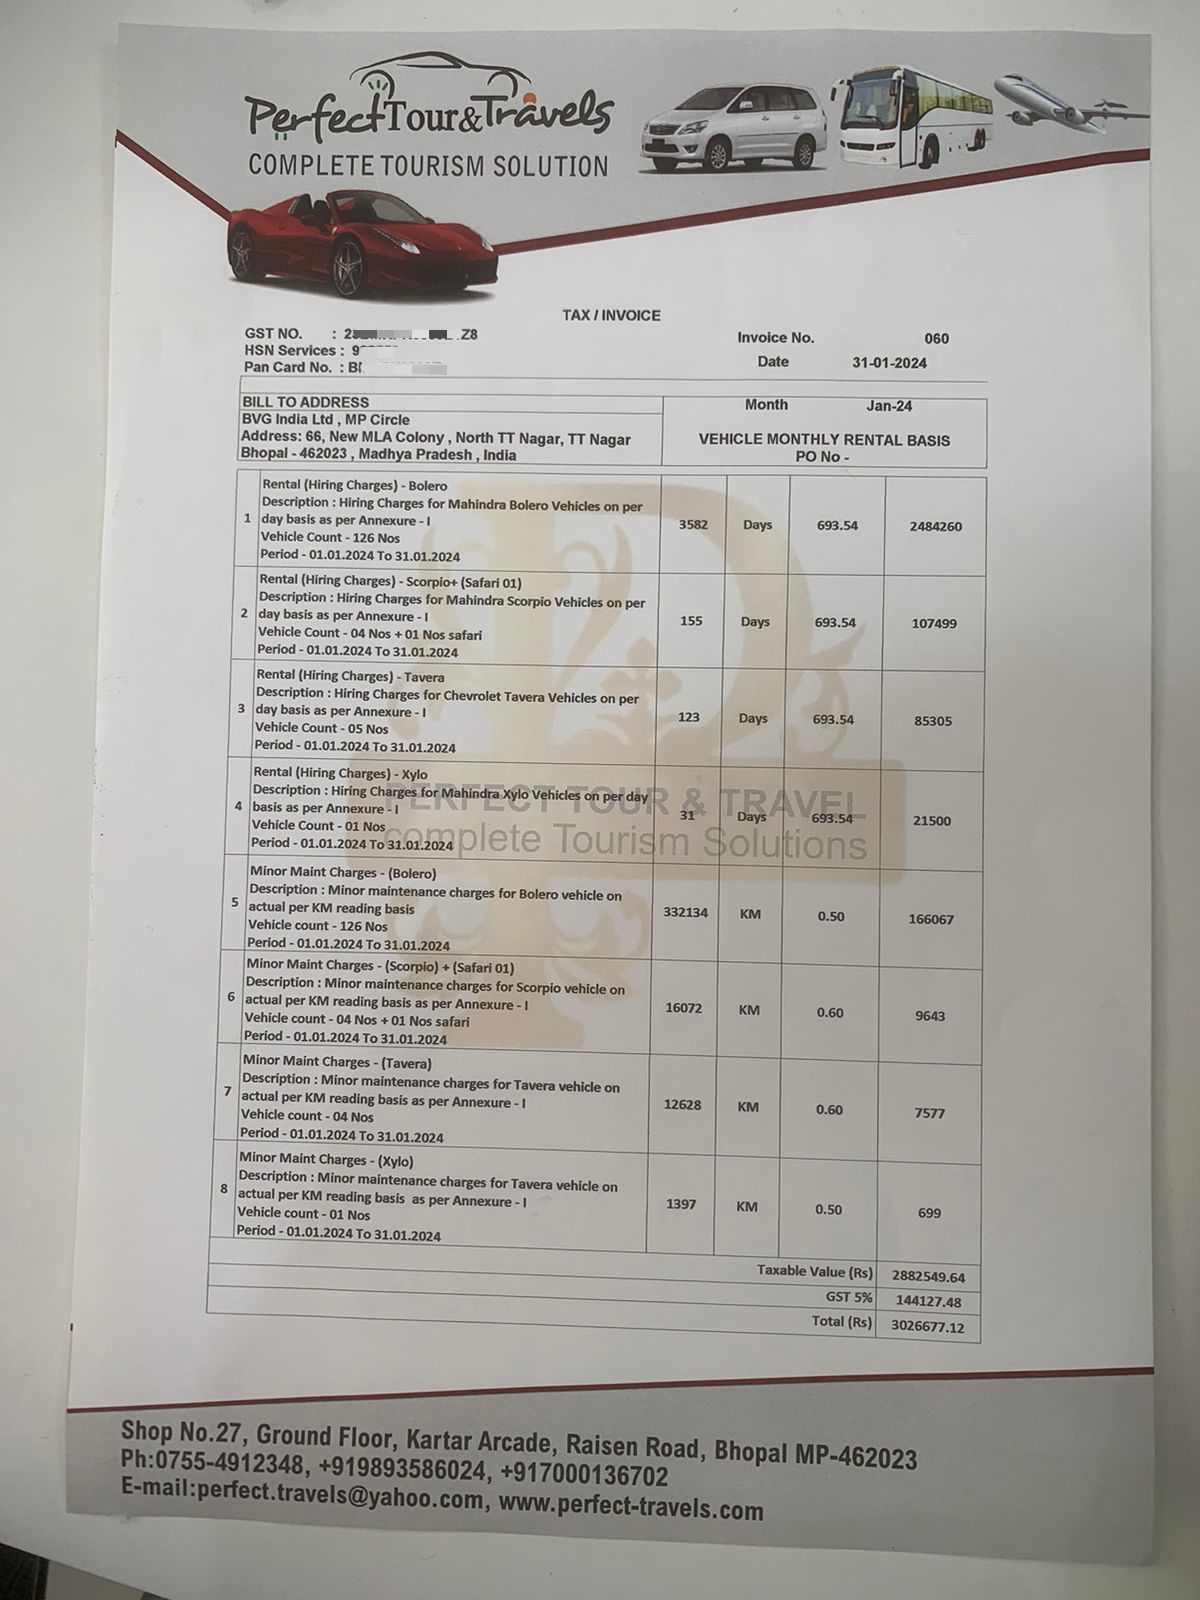 Perfect Tour & Travels
COMPLETE TOURISM SOLUTION
TAX / INVOICE
GST NO. : 2 Z8
HSN Services : 9
Pan Card No. : B
Invoice No. 060
Date 31-01-2024
BILL TO ADDRESS
BVG India Ltd , MP Circle
Address: 66, New MLA Colony , North TT Nagar, TT Nagar
Bhopal - 462023 , Madhya Pradesh , India
Month Jan-24
VEHICLE MONTHLY RENTAL BASIS
PO No -
Rental (Hiring Charges) - Bolero
Description : Hiring Charges for Mahindra Bolero Vehicles on per
1 day basis as per Annexure - I 3582 Days 693.54 2484260
Vehicle Count - 126 Nos
Period - 01.01.2024 To 31.01.2024
Rental (Hiring Charges) - Scorpio+ (Safari 01)
Description : Hiring Charges for Mahindra Scorpio Vehicles on per
2 day basis as per Annexure - I 155 Days 693.54 107499
Vehicle Count - 04 Nos + 01 Nos safari
Period - 01.01.2024 To 31.01.2024
Rental (Hiring Charges) - Tavera
Description : Hiring Charges for Chevrolet Tavera Vehicles on per
3 day basis as per Annexure - I 123 Days 693.54 85305
Vehicle Count - 05 Nos
Period - 01.01.2024 To 31.01.2024
Rental (Hiring Charges) - Xylo
Description : Hiring Charges for Mahindra Xylo Vehicles on per day
4 basis as per Annexure - I 31 Days 693.54 21500
Vehicle Count - 01 Nos
Period - 01.01.2024 To 31.01.2024
PERFECT TOUR & TRAVEL
complete Tourism Solutions
Minor Maint Charges - (Bolero)
Description : Minor maintenance charges for Bolero vehicle on
5 actual per KM reading basis 332134 KM 0.50 166067
Vehicle count - 126 Nos
Period - 01.01.2024 To 31.01.2024
Minor Maint Charges - (Scorpio) + (Safari 01)
Description : Minor maintenance charges for Scorpio vehicle on
6 actual per KM reading basis as per Annexure - I 16072 KM 0.60 9643
Vehicle count - 04 Nos + 01 Nos safari
Period - 01.01.2024 To 31.01.2024
Minor Maint Charges - (Tavera)
Description : Minor maintenance charges for Tavera vehicle on
7 actual per KM reading basis as per Annexure - I 12628 KM 0.60 7577
Vehicle count - 04 Nos
Period - 01.01.2024 To 31.01.2024
Minor Maint Charges - (Xylo)
Description : Minor maintenance charges for Tavera vehicle on
8 actual per KM reading basis as per Annexure - I 1397 KM 0.50 699
Vehicle count - 01 Nos
Period - 01.01.2024 To 31.01.2024
Taxable Value (Rs) 2882549.64
GST 5% 144127.48
Total (Rs) 3026677.12
Shop No.27, Ground Floor, Kartar Arcade, Raisen Road, Bhopal MP-462023
Ph:0755-4912348, +919893586024, +917000136702
E-mail:perfect.travels@yahoo.com, www.perfect-travels.com